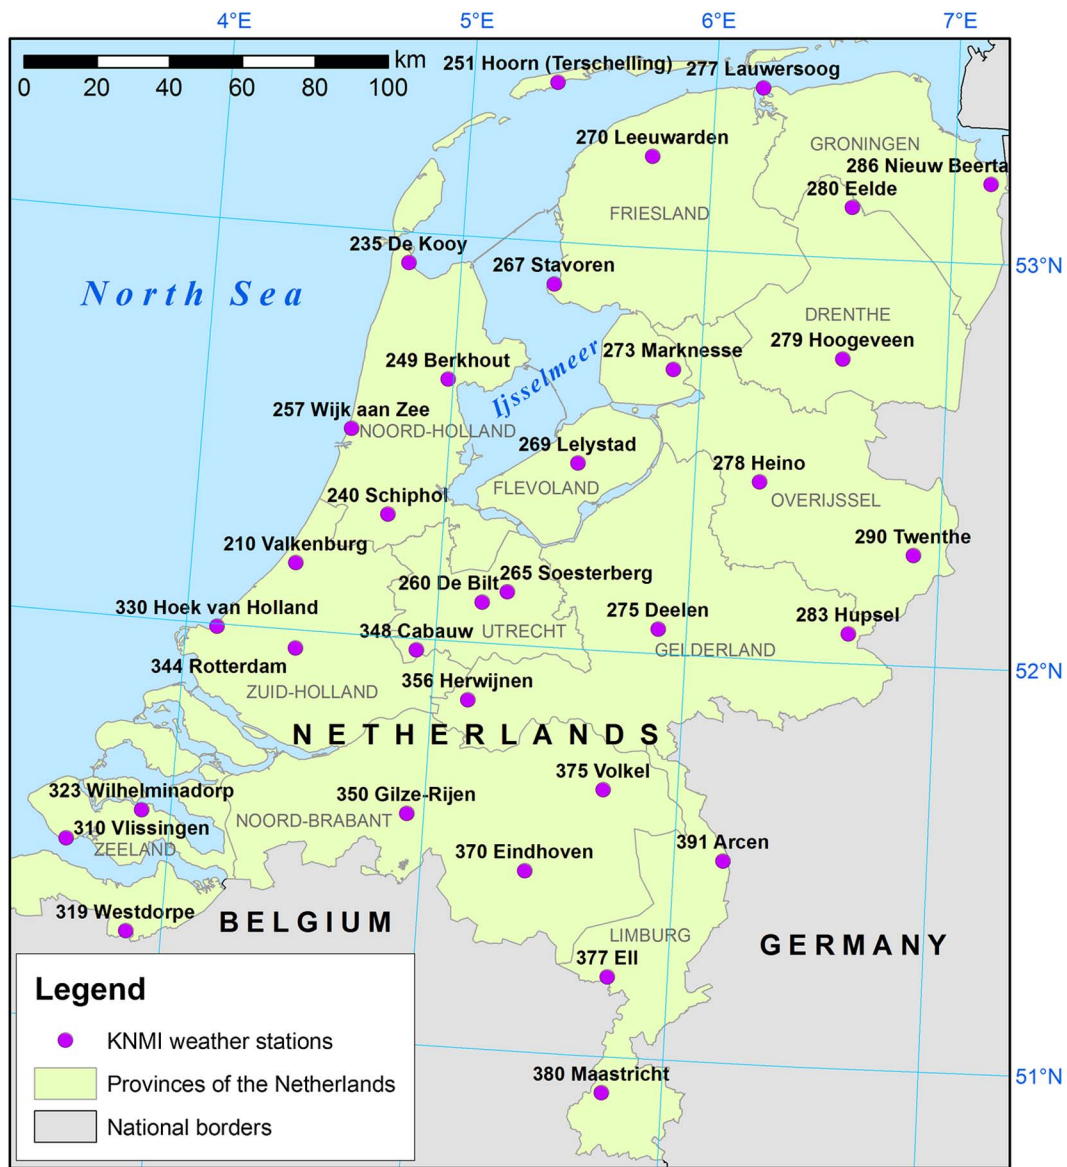 4°E
5°E
6°E
7°E
km
0 20 40 60 80 100
251 Hoorn (Terschelling)
277 Lauwersoog
270 Leeuwarden
GRONINGEN
286 Nieuw Beerta
280 Eelde
FRIESLAND
235 De Kooy
267 Stavoren
53°N
North Sea
DRENTHE
279 Hoogeveen
273 Marknesse
249 Berkhout
Ijsselmeer
257 Wijk aan Zee
NOORD-HOLLAND
269 Lelystad
278 Heino
FLEVOLAND
OVERIJSSEL
240 Schiphol
290 Twenthe
210 Valkenburg
265 Soesterberg
260 De Bilt
330 Hoek van Holland
275 Deelen
283 Hupsel
348 Cabauw
UTRECHT
GELDERLAND
344 Rotterdam
52°N
356 Herwijnen
ZUID-HOLLAND
NETHERLANDS
375 Volkel
323 Wilhelminadorp
350 Gilze-Rijen
310 Vlissingen
NOORD-BRABANT
391 Arcen
ZEELAND
370 Eindhoven
319 Westdorpe
BELGIUM
LIMBURG
GERMANY
377 Ell
Legend
KNMI weather stations
Provinces of the Netherlands
National borders
380 Maastricht
51°N